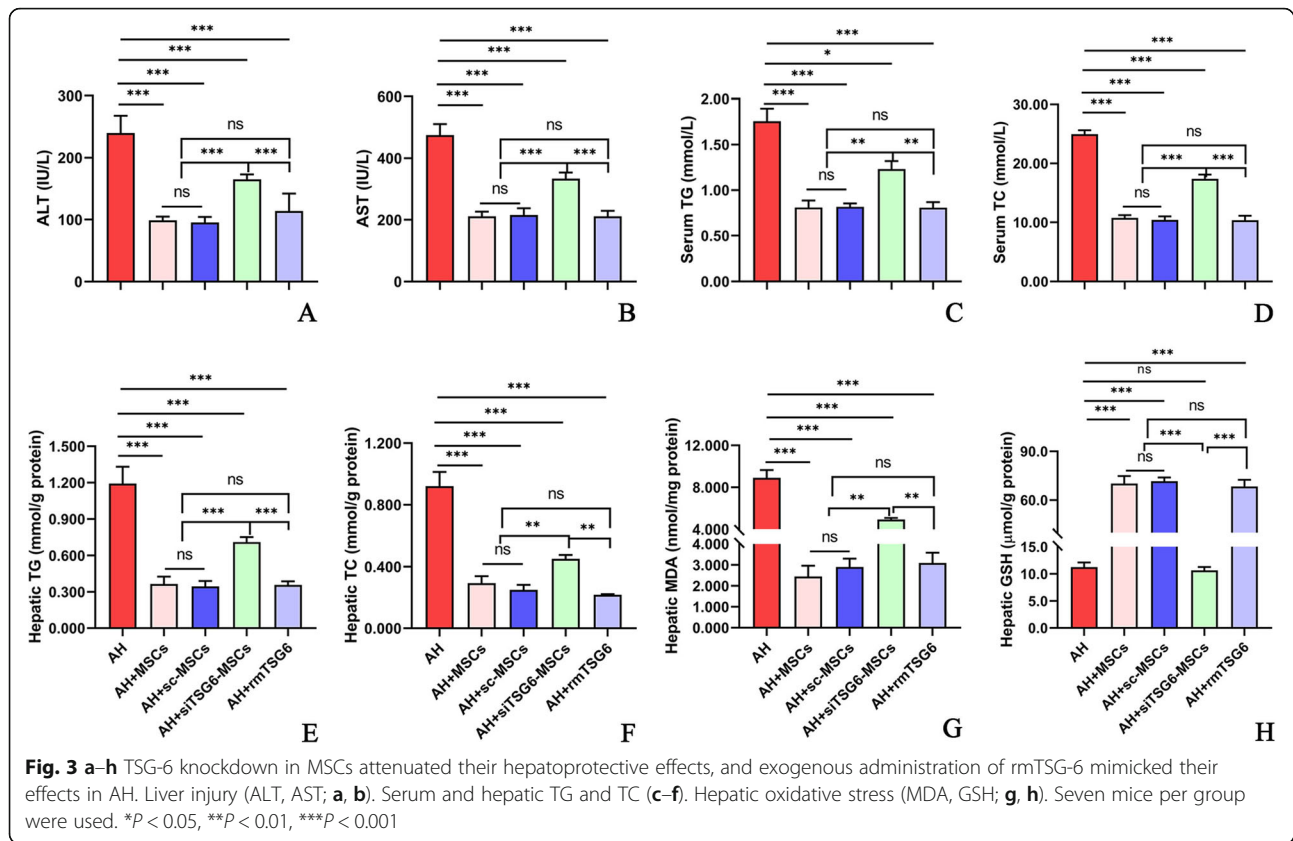 ***
***
***
***
ns
*** ***
ns
300
200
100
0
ALT (IU/L)
A
***
***
***
***
ns
*** ***
ns
600
400
200
0
AST (IU/L)
B
***
*
***
***
ns
** **
ns
2.00
1.50
1.00
0.50
0.00
Serum TG (mmol/L)
C
***
***
***
***
ns
*** ***
ns
30.00
20.00
10.00
0.00
Serum TC (mmol/L)
D
***
***
***
***
ns
*** ***
ns
1.500
1.200
0.900
0.600
0.300
0.000
Hepatic TG (mmol/g protein)
AH
AH+MSCs
AH+sc-MSCs
AH+siTSG6-MSCs
AH+rmTSG6
E
***
***
***
***
ns
** **
ns
1.200
0.800
0.400
0.000
Hepatic TC (mmol/g protein)
AH
AH+MSCs
AH+sc-MSCs
AH+siTSG6-MSCs
AH+rmTSG6
F
***
***
***
***
ns
** **
ns
12.000
8.000
4.000
4.000
3.000
2.000
1.000
0.000
Hepatic MDA (nmol/mg protein)
AH
AH+MSCs
AH+sc-MSCs
AH+siTSG6-MSCs
AH+rmTSG6
G
***
ns
***
***
ns
*** ***
ns
90.0
60.0
15.0
10.0
5.0
0.0
Hepatic GSH (μmol/g protein)
AH
AH+MSCs
AH+sc-MSCs
AH+siTSG6-MSCs
AH+rmTSG6
H
Fig. 3 a–h TSG-6 knockdown in MSCs attenuated their hepatoprotective effects, and exogenous administration of rmTSG-6 mimicked their
effects in AH. Liver injury (ALT, AST; a, b). Serum and hepatic TG and TC (c–f). Hepatic oxidative stress (MDA, GSH; g, h). Seven mice per group
were used. *P < 0.05, **P < 0.01, ***P < 0.001